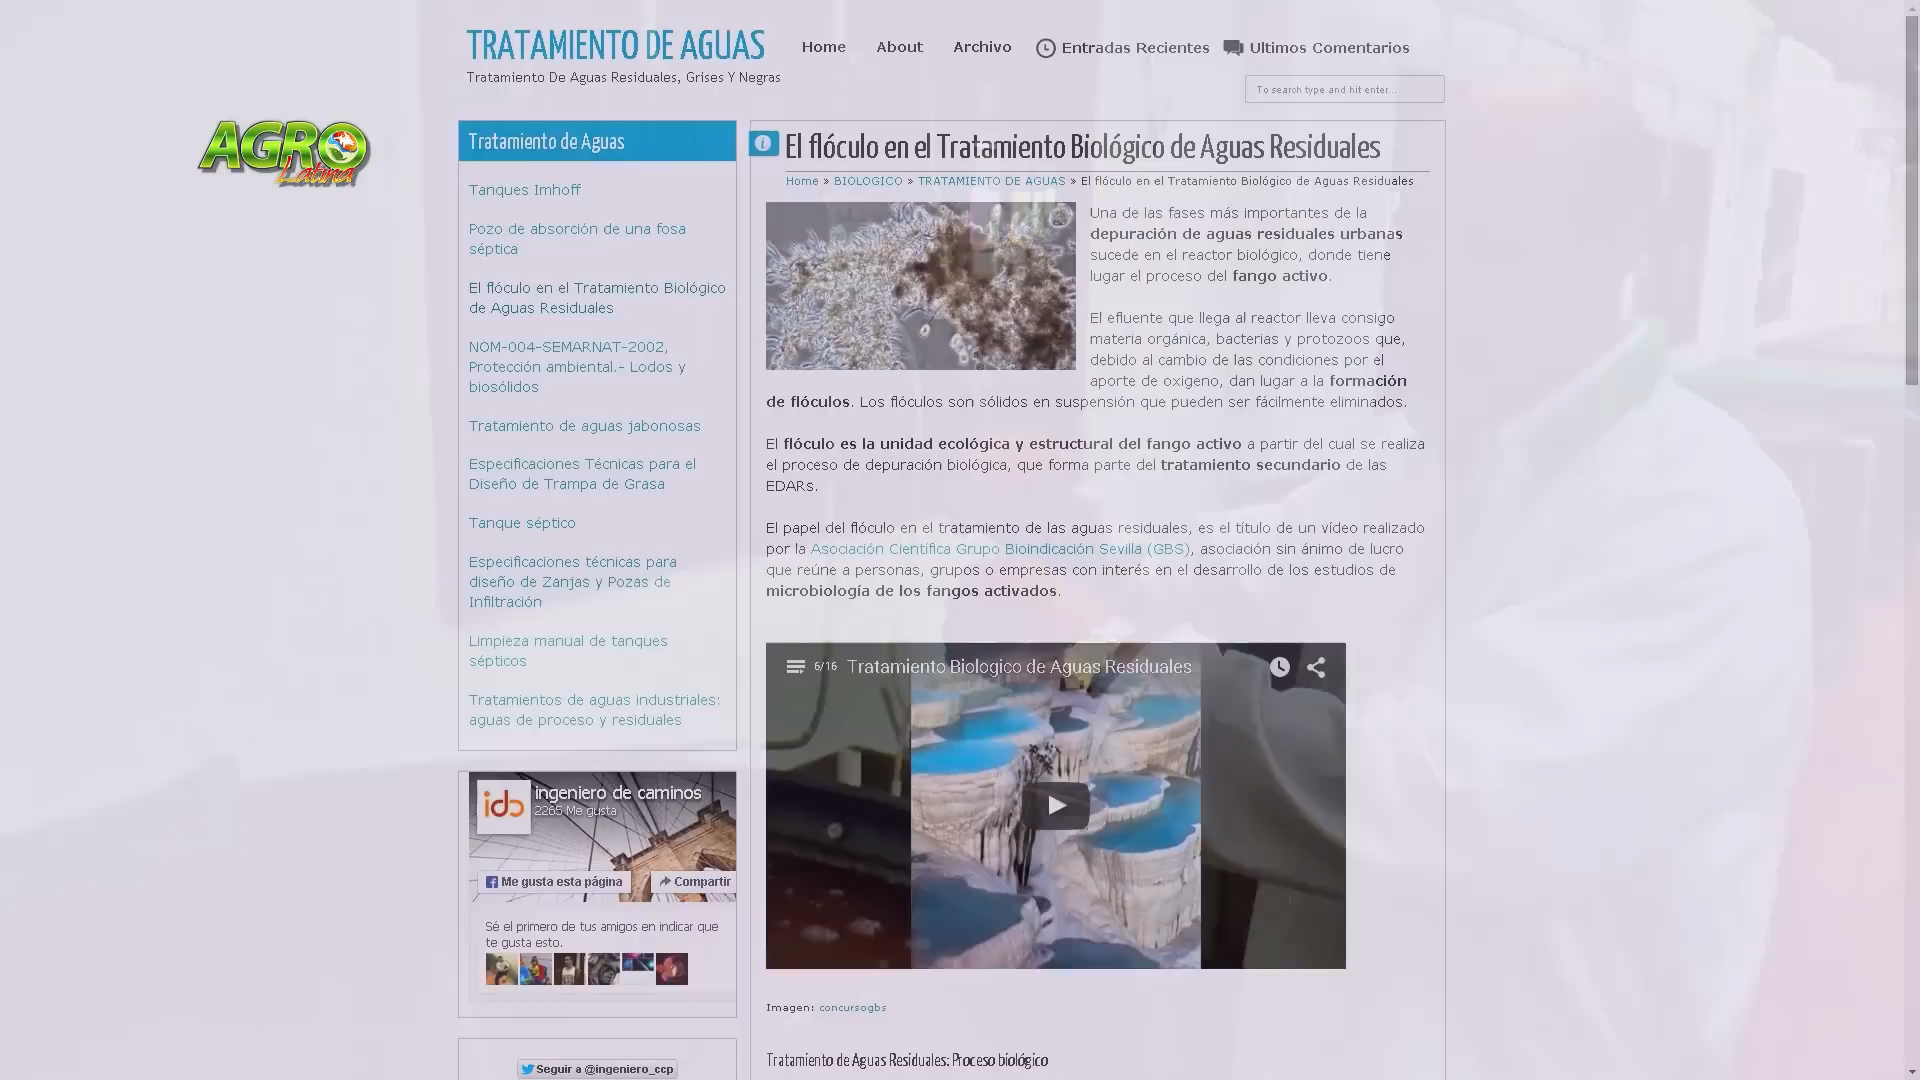 TRATAMIENTO DE AGUAS
Tratamiento De Aguas Residuales, Grises Y Negras
Home
About
Archivo
Entradas Recientes
Ultimos Comentarios
To search type and hit enter...
AGRO
Latina
Tratamiento de Aguas
Tanques Imhoff
Pozo de absorción de una fosa
séptica
El flóculo en el Tratamiento Biológico
de Aguas Residuales
NOM-004-SEMARNAT-2002,
Protección ambiental.- Lodos y
biosólidos
Tratamiento de aguas jabonosas
Especificaciones Técnicas para el
Diseño de Trampa de Grasa
Tanque séptico
Especificaciones técnicas para
diseño de Zanjas y Pozas de
Infiltración
Limpieza manual de tanques
sépticos
Tratamientos de aguas industriales:
aguas de proceso y residuales
idc
ingeniero de caminos
2265 Me gusta
Me gusta esta página
Compartir
Sé el primero de tus amigos en indicar que
te gusta esto.
Seguir a @ingeniero_ccp
El flóculo en el Tratamiento Biológico de Aguas Residuales
Home » BIOLOGICO » TRATAMIENTO DE AGUAS » El flóculo en el Tratamiento Biológico de Aguas Residuales
Una de las fases más importantes de la
depuración de aguas residuales urbanas
sucede en el reactor biológico, donde tiene
lugar el proceso del fango activo.
El efluente que llega al reactor lleva consigo
materia orgánica, bacterias y protozoos que,
debido al cambio de las condiciones por el
aporte de oxigeno, dan lugar a la formación
de flóculos. Los flóculos son sólidos en suspensión que pueden ser fácilmente eliminados.
El flóculo es la unidad ecológica y estructural del fango activo a partir del cual se realiza
el proceso de depuración biológica, que forma parte del tratamiento secundario de las
EDARs.
El papel del flóculo en el tratamiento de las aguas residuales, es el título de un vídeo realizado
por la Asociación Científica Grupo Bioindicación Sevilla (GBS), asociación sin ánimo de lucro
que reúne a personas, grupos o empresas con interés en el desarrollo de los estudios de
microbiología de los fangos activados.
6/16 Tratamiento Biologico de Aguas Residuales
Imagen: concursogbs
Tratamiento de Aguas Residuales: Proceso biológico